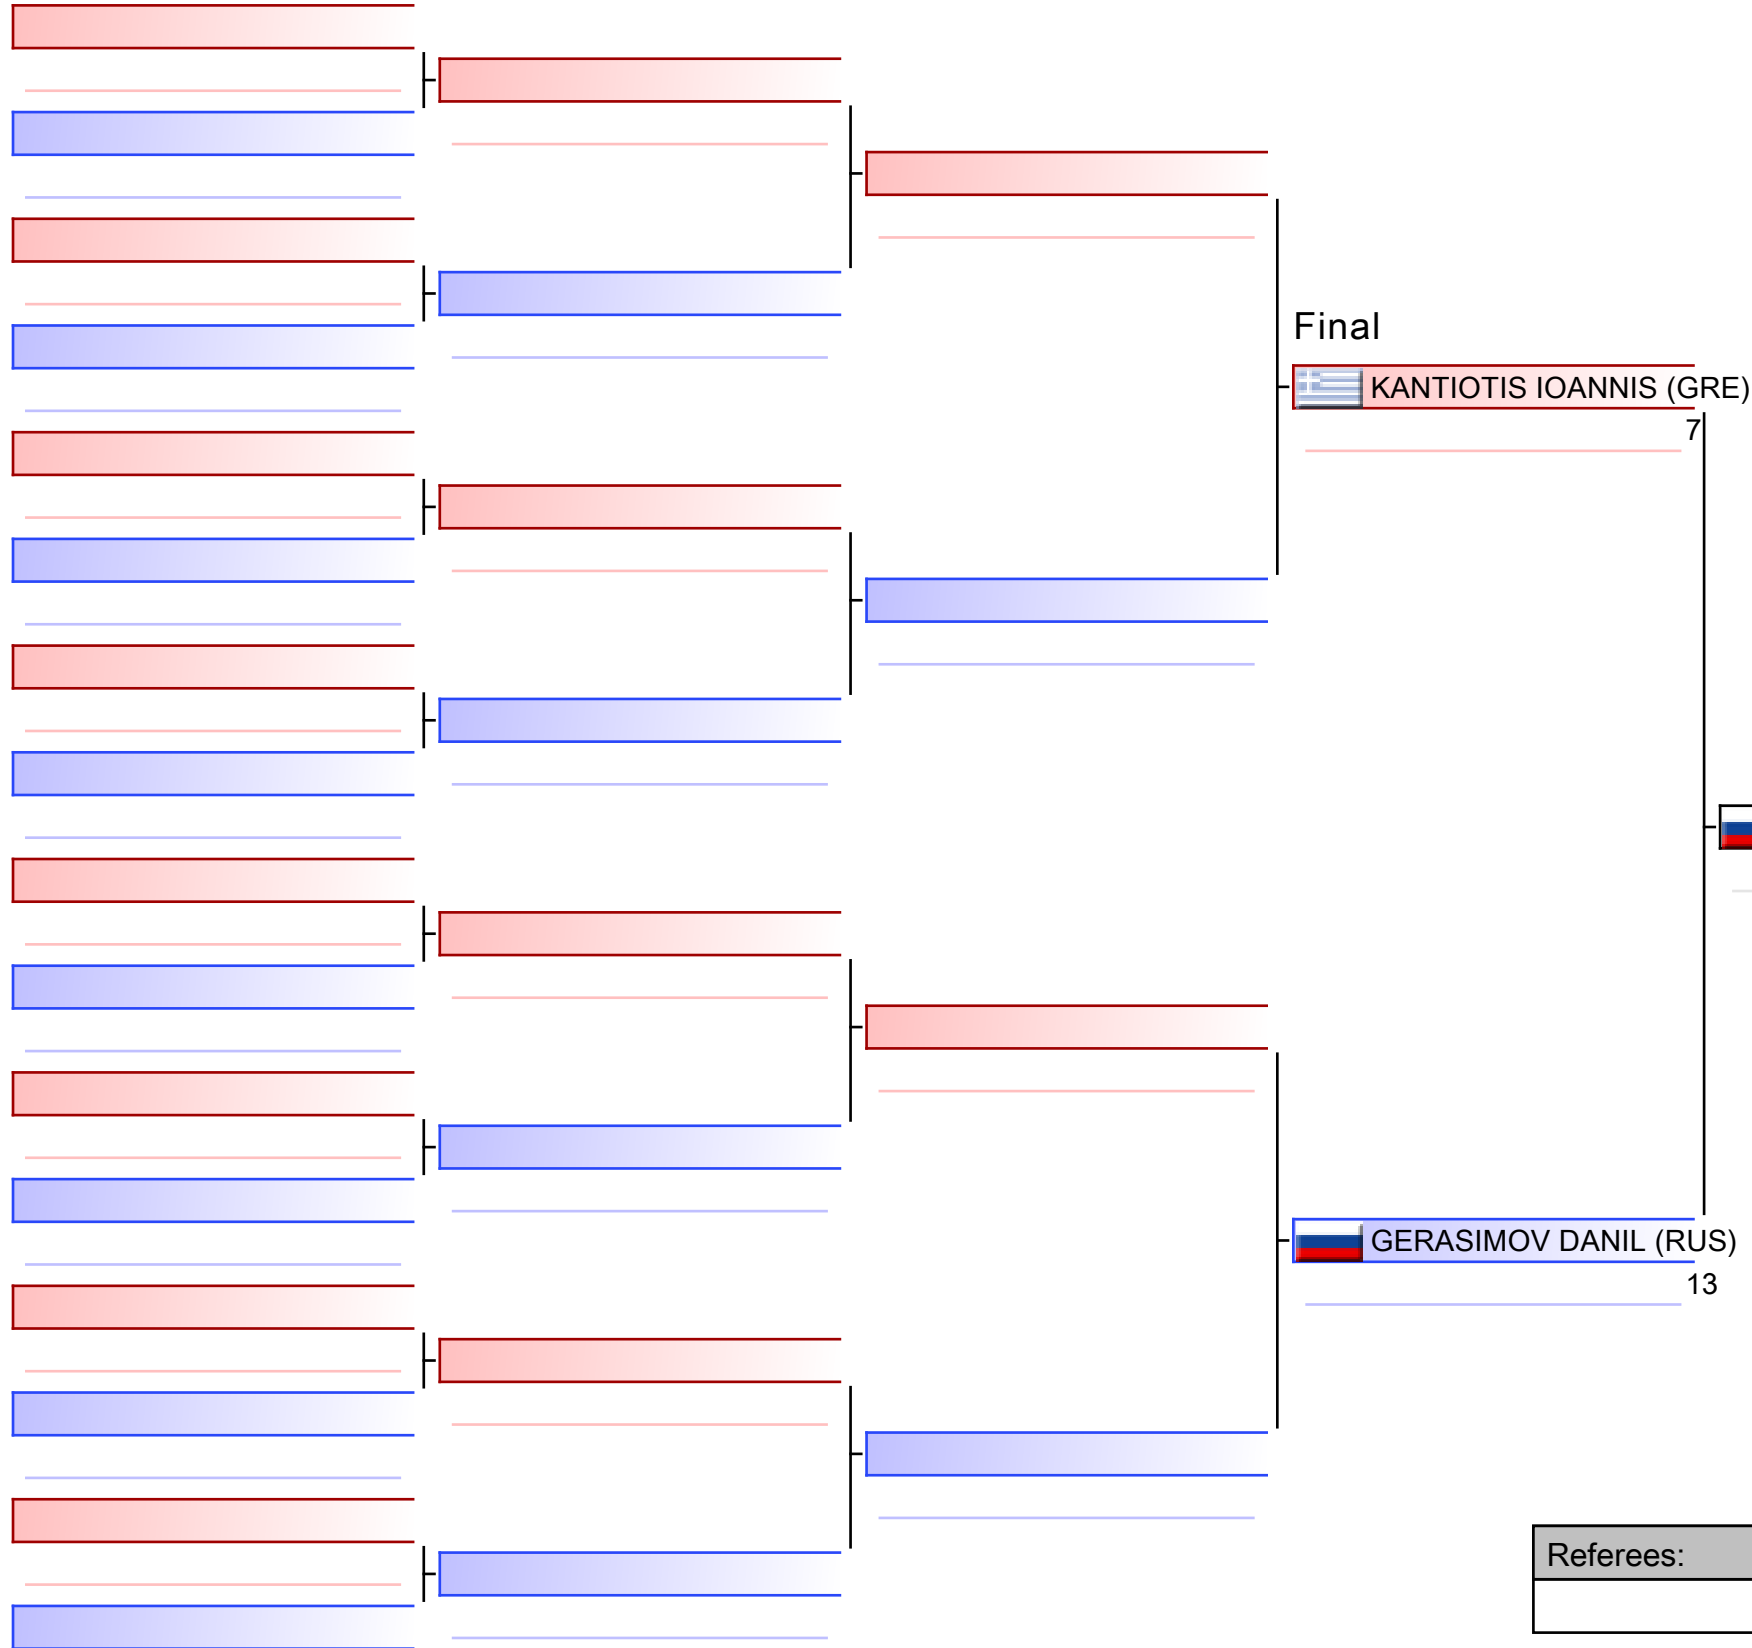 Final
KANTIOTIS IOANNIS (GRE)
7
GERASIMOV DANIL (RUS)
13
Referees: